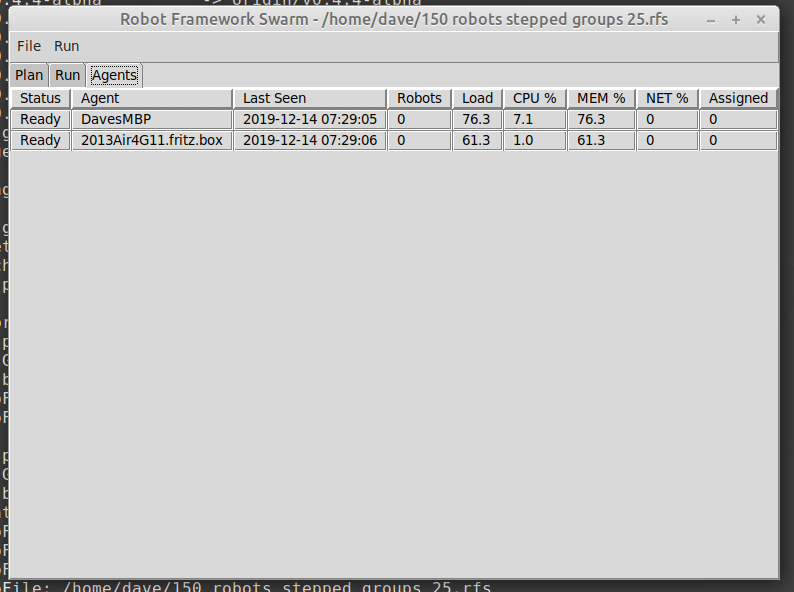 0.4.4-alpha -> origin/v0.4.4-alpha
Robot Framework Swarm - /home/dave/150 robots stepped groups 25.rfs
File Run
Plan Run Agents
Status Agent Last Seen Robots Load CPU % MEM % NET % Assigned
Ready DavesMBP 2019-12-14 07:29:05 0 76.3 7.1 76.3 0 0
Ready 2013Air4G11.fritz.box 2019-12-14 07:29:06 0 61.3 1.0 61.3 0 0
File: /home/dave/150 robots stepped groups 25.rfs